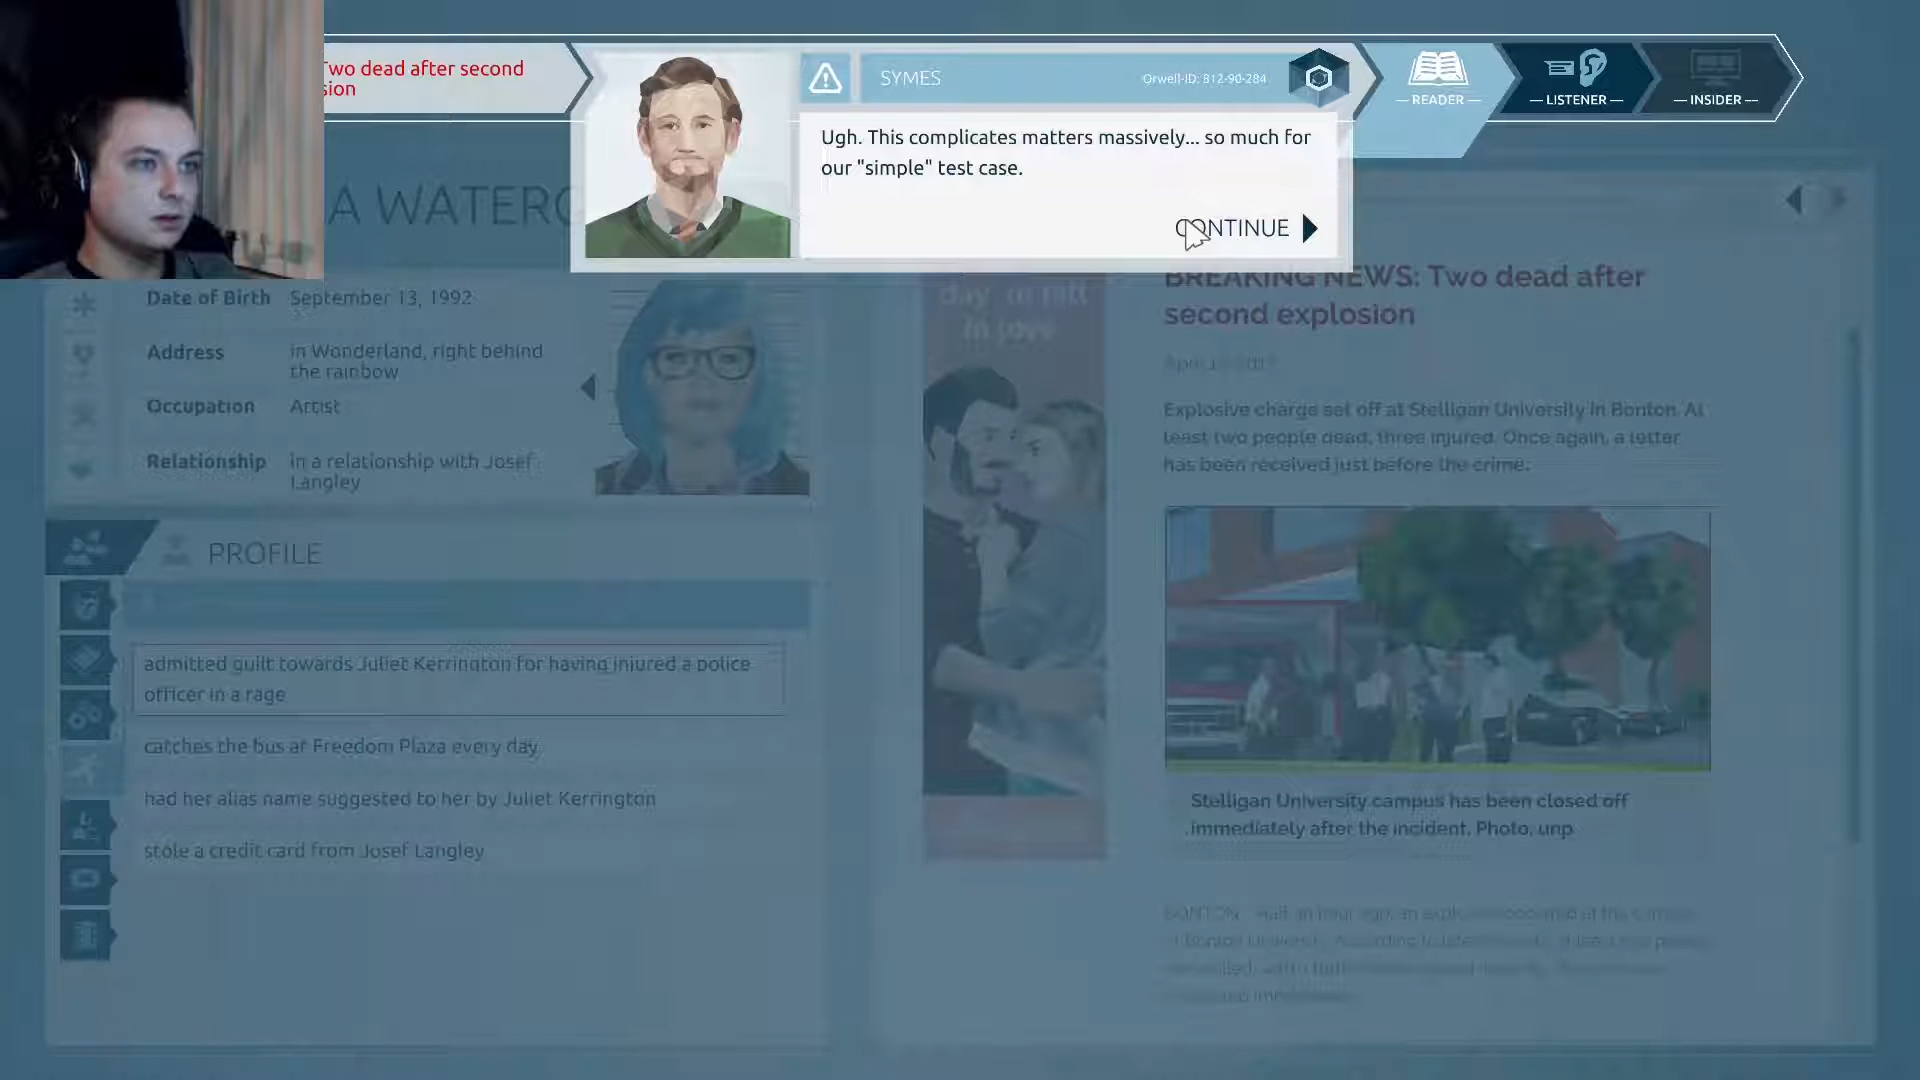 Two dead after second
sion
SYMES
Orwell-ID: 812-90-284
READER
LISTENER
INSIDER
Ugh. This complicates matters massively... so much for
our "simple" test case.
CONTINUE
A WATERG
Date of Birth September 13, 1992
Address in Wonderland, right behind
the rainbow
Occupation Artist
Relationship in a relationship with Josef
Langley
PROFILE
admitted guilt towards Juliet Kerrington for having injured a police
officer in a rage
catches the bus at Freedom Plaza every day
had her alias name suggested to her by Juliet Kerrington
stole a credit card from Josef Langley
day to fall
in love
BREAKING NEWS: Two dead after
second explosion
Explosive charge set off at Stelligan University in Bonton. At
least two people dead, three injured. Once again, a letter
has been received just before the crime.
Stelligan University campus has been closed off
immediately after the incident. Photo, unp